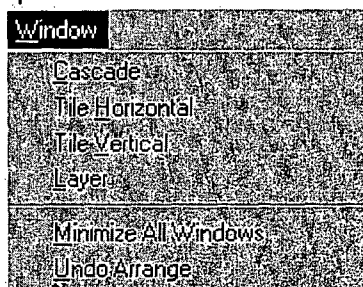 Window
Cascade
Tile Horizontal
Tile Vertical
Layer
Minimize All Windows
Undo Arrange